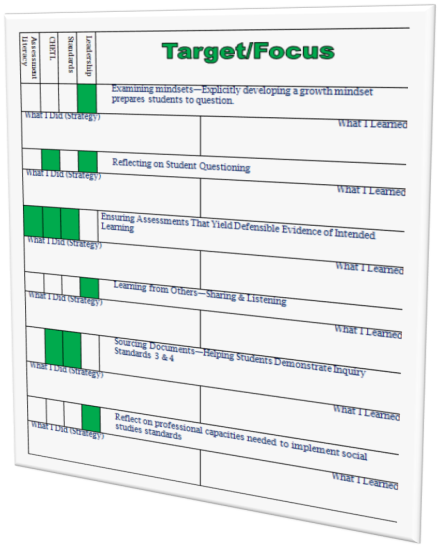 Target/Focus
Assessment
Literacy
CHETL
Standards
Leadership
Examining mindsets—Explicitly developing a growth mindset
prepares students to question.
What I Did (Strategy)
What I Learned
Reflecting on Student Questioning
What I Did (Strategy)
What I Learned
Ensuring Assessments That Yield Defensible Evidence of Intended
Learning
What I Did (Strategy)
What I Learned
Learning from Others—Sharing & Listening
What I Did (Strategy)
What I Learned
Sourcing Documents—Helping Students Demonstrate Inquiry
Standards 3 & 4
What I Did (Strategy)
What I Learned
Reflect on professional capacities needed to implement social
studies standards
What I Did (Strategy)
What I Learned